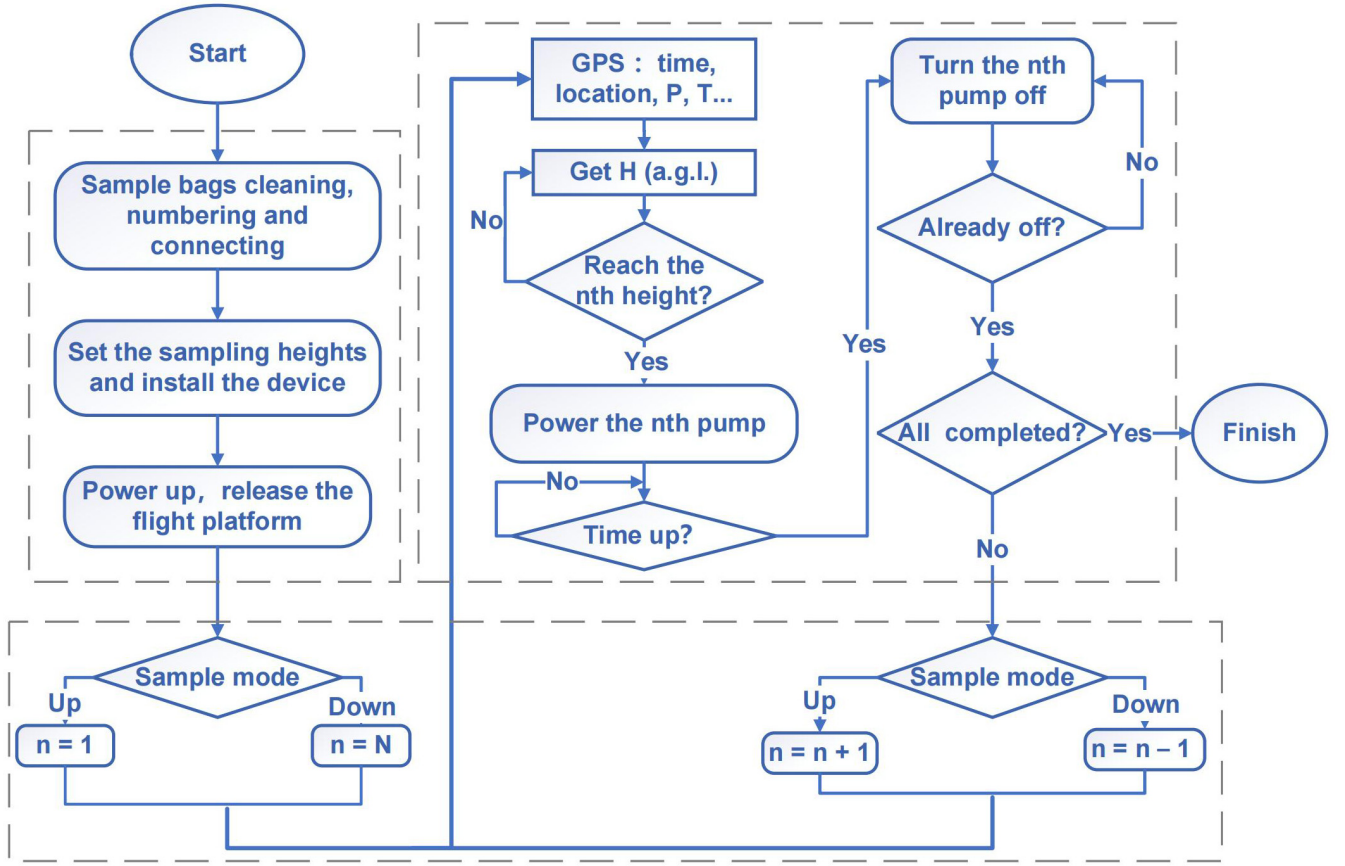 Start
Sample bags cleaning,
numbering and
connecting
Set the sampling heights
and install the device
Power up, release the
flight platform
Sample mode
Up
Down
n = 1
n = N
GPS： time,
location, P, T...
Get H (a.g.l.)
No
Reach the
nth height?
Yes
Power the nth pump
No
Time up?
Yes
Turn the nth
pump off
No
Already off?
Yes
All completed?
Yes
Finish
No
Sample mode
Up
Down
n = n + 1
n = n – 1